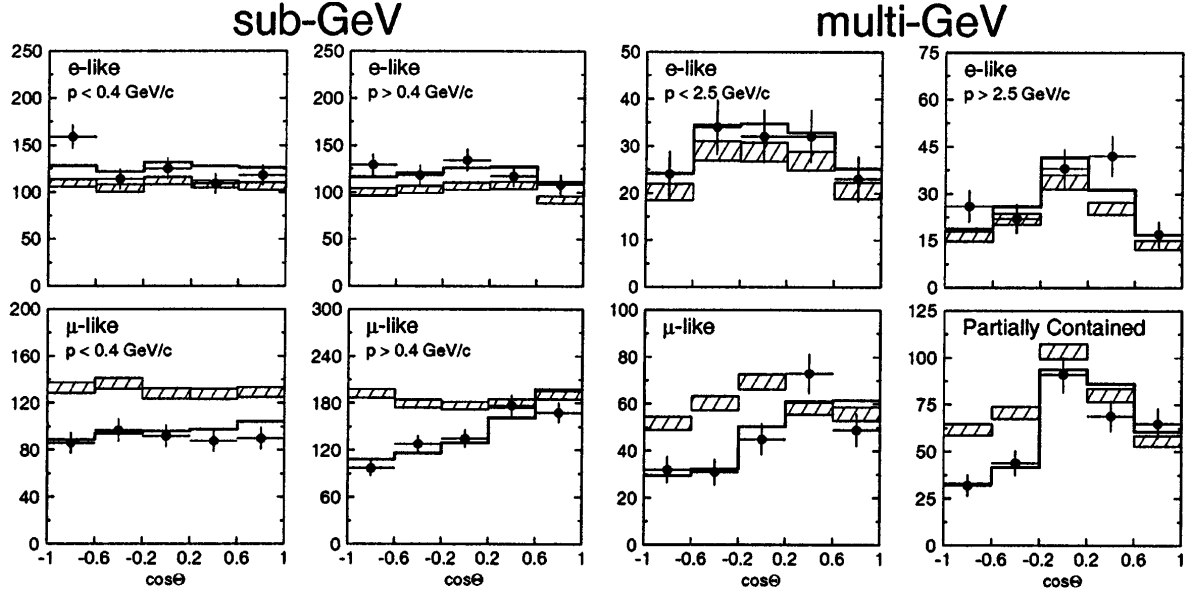 sub-GeV
multi-GeV
250
200
150
100
50
0
e-like
p < 0.4 GeV/c
250
200
150
100
50
0
e-like
p > 0.4 GeV/c
50
40
30
20
10
0
e-like
p < 2.5 GeV/c
75
60
45
30
15
0
e-like
p > 2.5 GeV/c
200
160
120
80
40
0
μ-like
p < 0.4 GeV/c
-1 -0.6 -0.2 0.2 0.6 1
cosΘ
300
240
180
120
60
0
μ-like
p > 0.4 GeV/c
-1 -0.6 -0.2 0.2 0.6 1
cosΘ
100
80
60
40
20
0
μ-like
-1 -0.6 -0.2 0.2 0.6 1
cosΘ
125
100
75
50
25
0
Partially Contained
-1 -0.6 -0.2 0.2 0.6 1
cosΘ